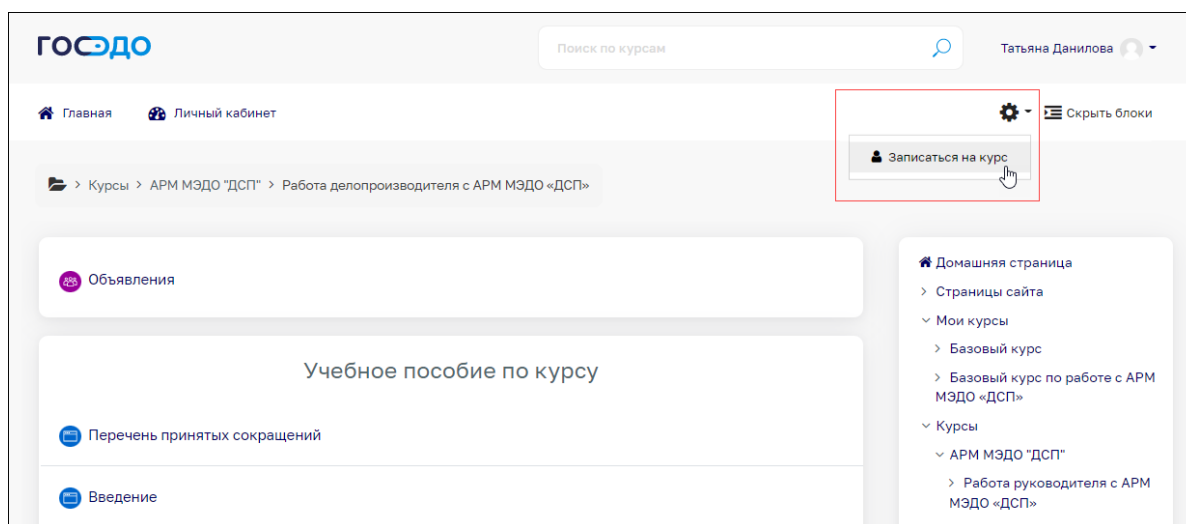 ГОСЭДО
Поиск по курсам
Татьяна Данилова
Главная
Личный кабинет
Скрыть блоки
Записаться на курс
> Курсы > АРМ МЭДО "ДСП" > Работа делопроизводителя с АРМ МЭДО «ДСП»
Объявления
Учебное пособие по курсу
Перечень принятых сокращений
Введение
Домашняя страница
Страницы сайта
Мои курсы
Базовый курс
Базовый курс по работе с АРМ
МЭДО «ДСП»
Курсы
АРМ МЭДО "ДСП"
Работа руководителя с АРМ
МЭДО «ДСП»